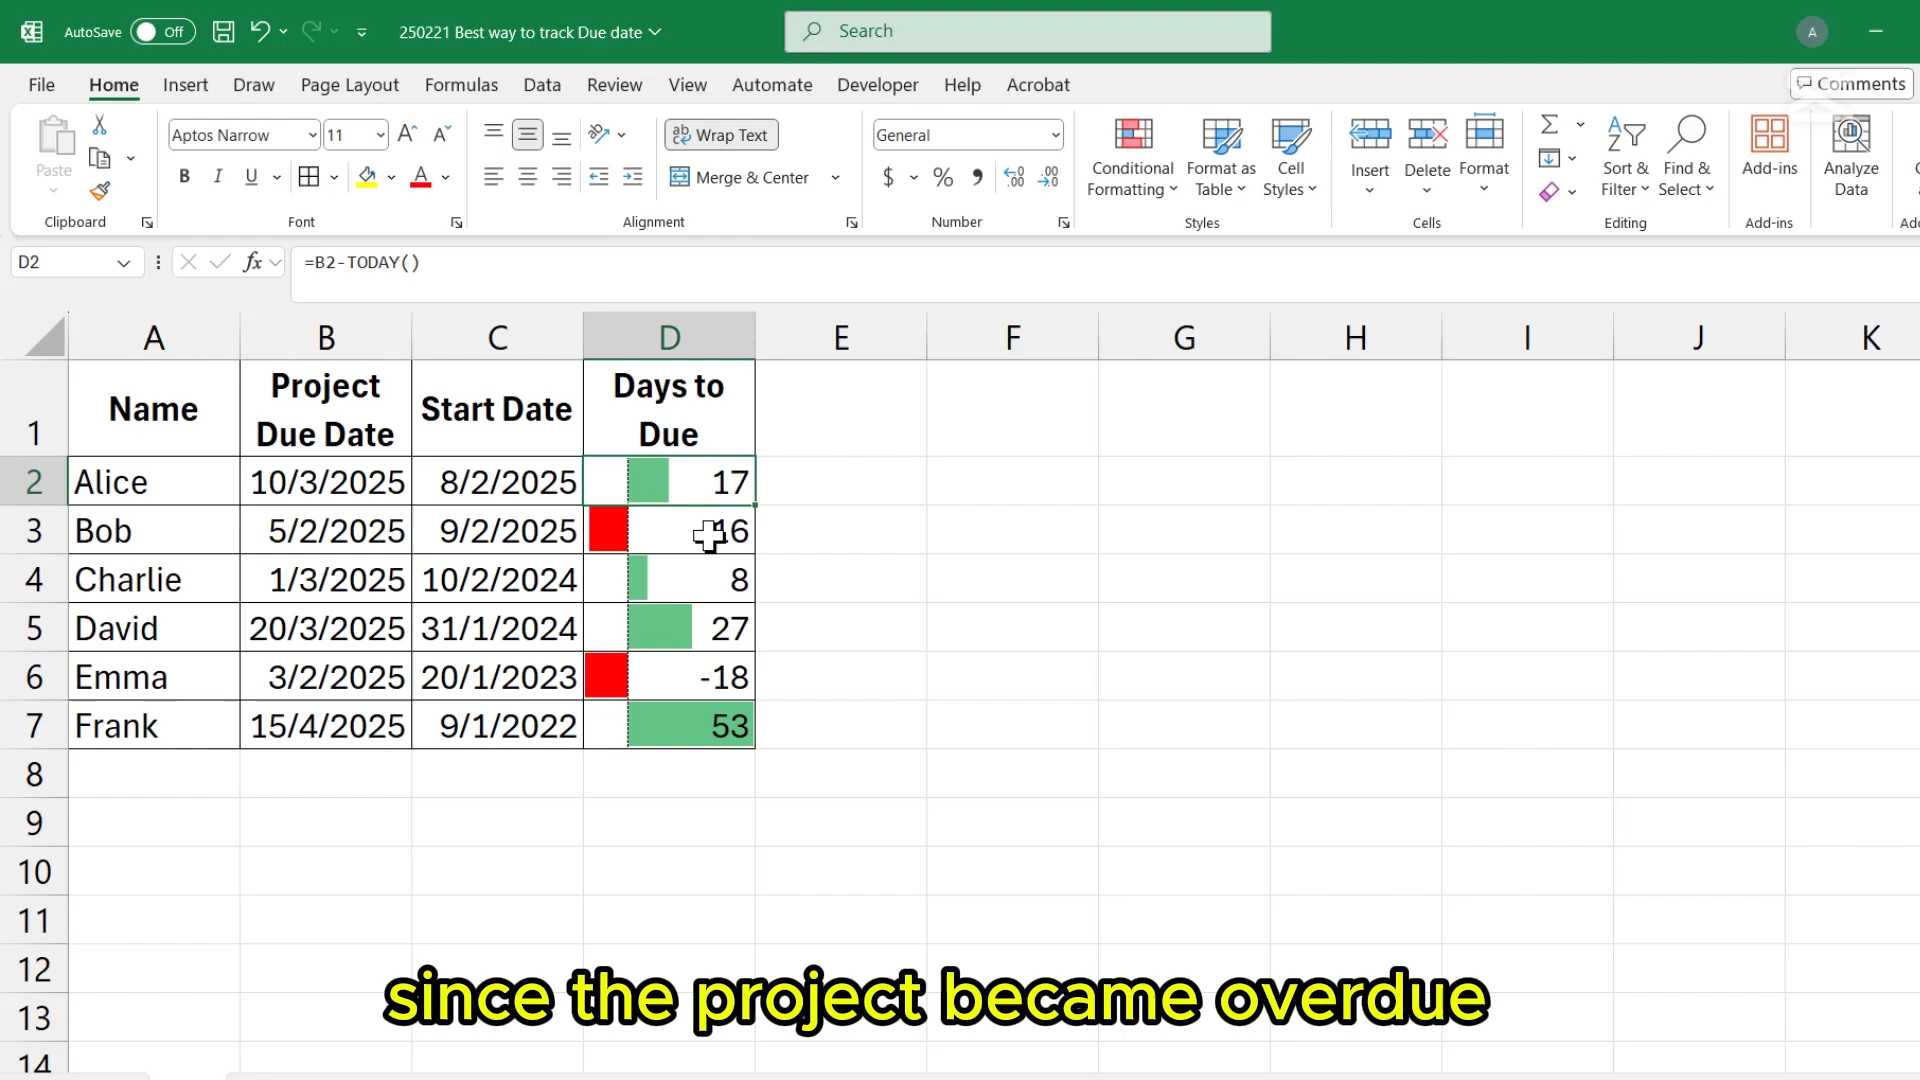 AutoSave Off 250221 Best way to track Due date Search A
File Home Insert Draw Page Layout Formulas Data Review View Automate Developer Help Acrobat Comments
Paste
Clipboard
Aptos Narrow 11
B I U
Font
Wrap Text
Merge & Center
Alignment
General
Number
Conditional Formatting
Format as Table
Cell Styles
Styles
Insert Delete Format
Cells
Sort & Filter
Find & Select
Editing
Add-ins
Add-ins
Analyze Data
D2 fx =B2-TODAY()
A B C D E F G H I J K
1 Name Project Due Date Start Date Days to Due
2 Alice 10/3/2025 8/2/2025 17
3 Bob 5/2/2025 9/2/2025 16
4 Charlie 1/3/2025 10/2/2024 8
5 David 20/3/2025 31/1/2024 27
6 Emma 3/2/2025 20/1/2023 -18
7 Frank 15/4/2025 9/1/2022 53
8
9
10
11
12
13
14
since the project became overdue